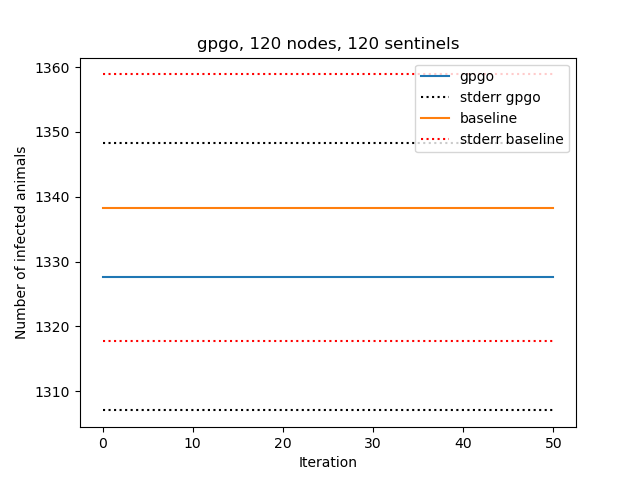 gpgo, 120 nodes, 120 sentinels
1360
1350
1340
1330
1320
1310
Number of infected animals
gpgo
stderr gpgo
baseline
stderr baseline
0 10 20 30 40 50
Iteration